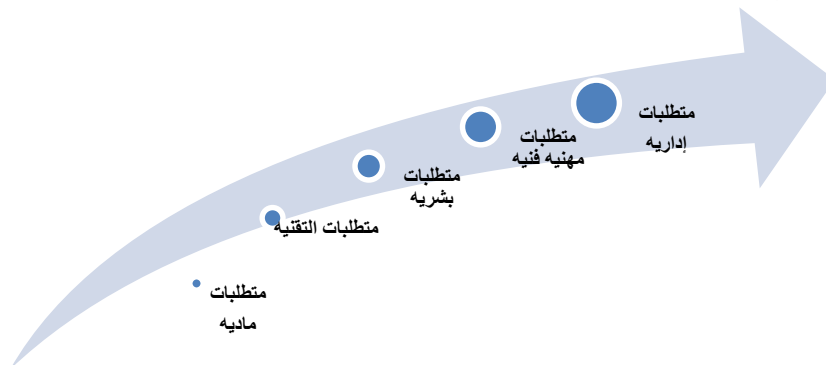 متطلبات
إداريه
متطلبات
مهنيه فنيه
متطلبات
بشريه
متطلبات التقنيه
متطلبات
ماديه